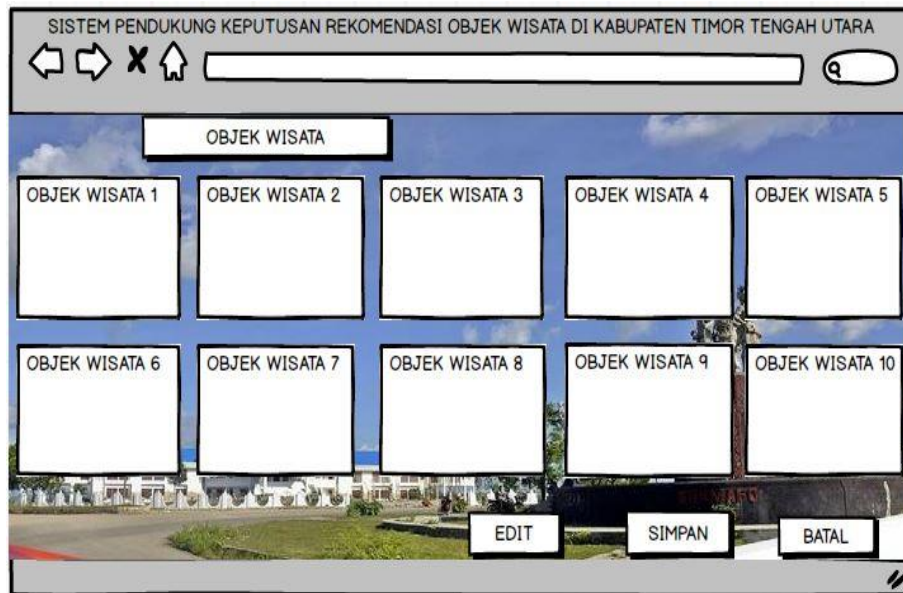 SISTEM PENDUKUNG KEPUTUSAN REKOMENDASI OBJEK WISATA DI KABUPATEN TIMOR TENGAH UTARA
OBJEK WISATA
OBJEK WISATA 1
OBJEK WISATA 2
OBJEK WISATA 3
OBJEK WISATA 4
OBJEK WISATA 5
OBJEK WISATA 6
OBJEK WISATA 7
OBJEK WISATA 8
OBJEK WISATA 9
OBJEK WISATA 10
EDIT
SIMPAN
BATAL